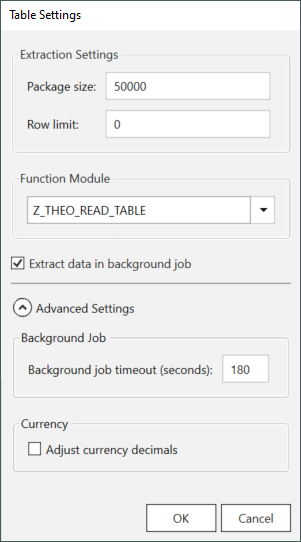 Table Settings
Extraction Settings
Package size: 50000
Row limit: 0
Function Module
Z_THEO_READ_TABLE
Extract data in background job
Advanced Settings
Background Job
Background job timeout (seconds): 180
Currency
Adjust currency decimals
OK Cancel